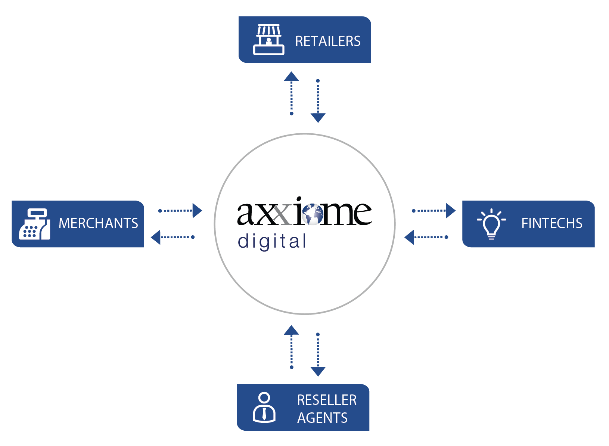 RETAILERS
MERCHANTS
axxiome
digital
FINTECHS
RESELLER
AGENTS